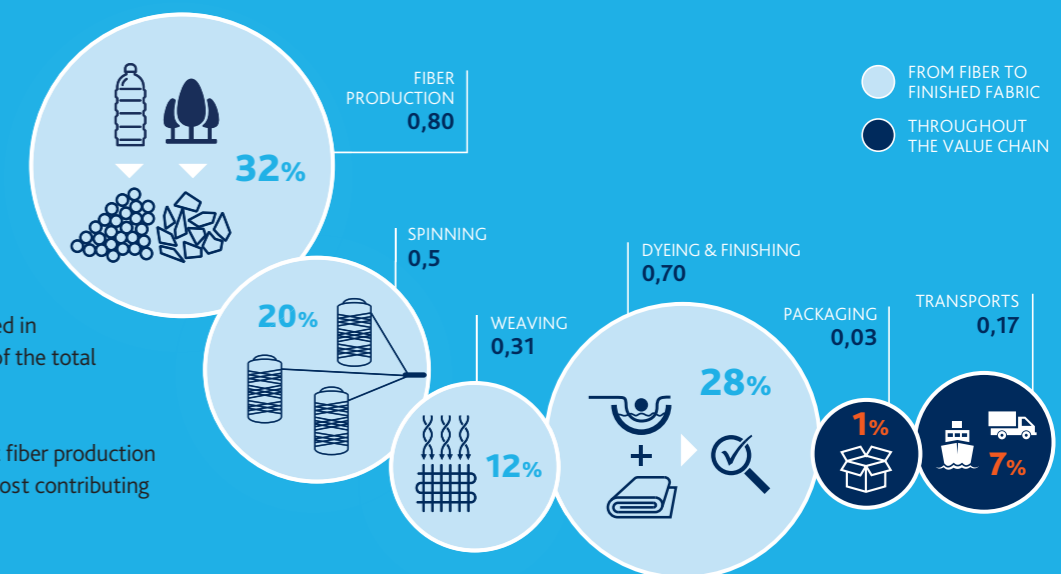 FIBER
PRODUCTION
0,80
32%
FROM FIBER TO
FINISHED FABRIC
THROUGHOUT
THE VALUE CHAIN
SPINNING
0,5
20%
WEAVING
0,31
12%
DYEING & FINISHING
0,70
28%
PACKAGING
0,03
1%
TRANSPORTS
0,17
7%
ed in
of the total
fiber production
ost contributing